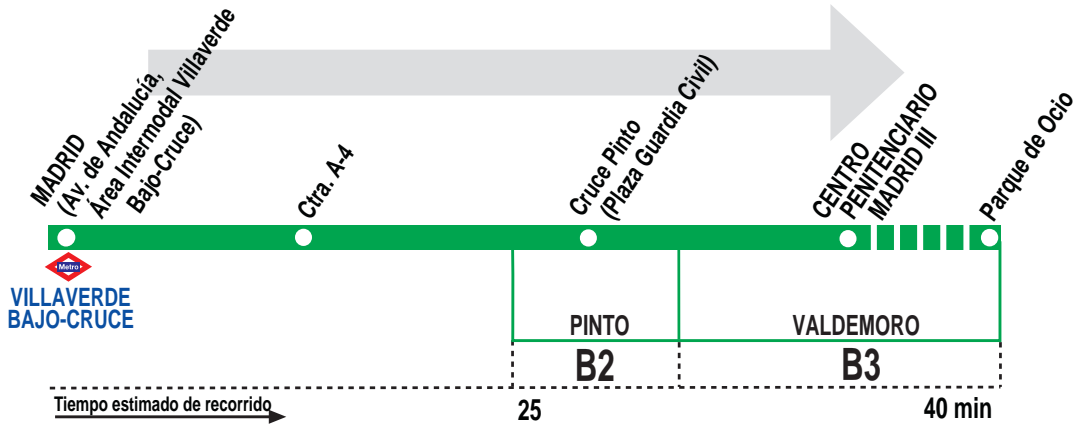 MADRID
(Av. de Andalucía,
Área Intermodal Villaverde
Bajo-Cruce)
Ctra. A-4
Cruce Pinto
(Plaza Guardia Civil)
CENTRO
PENITENCIARIO
MADRID III
Parque de Ocio
Metro
VILLAVERDE
BAJO-CRUCE
PINTO
VALDEMORO
B2
B3
Tiempo estimado de recorrido
25
40 min